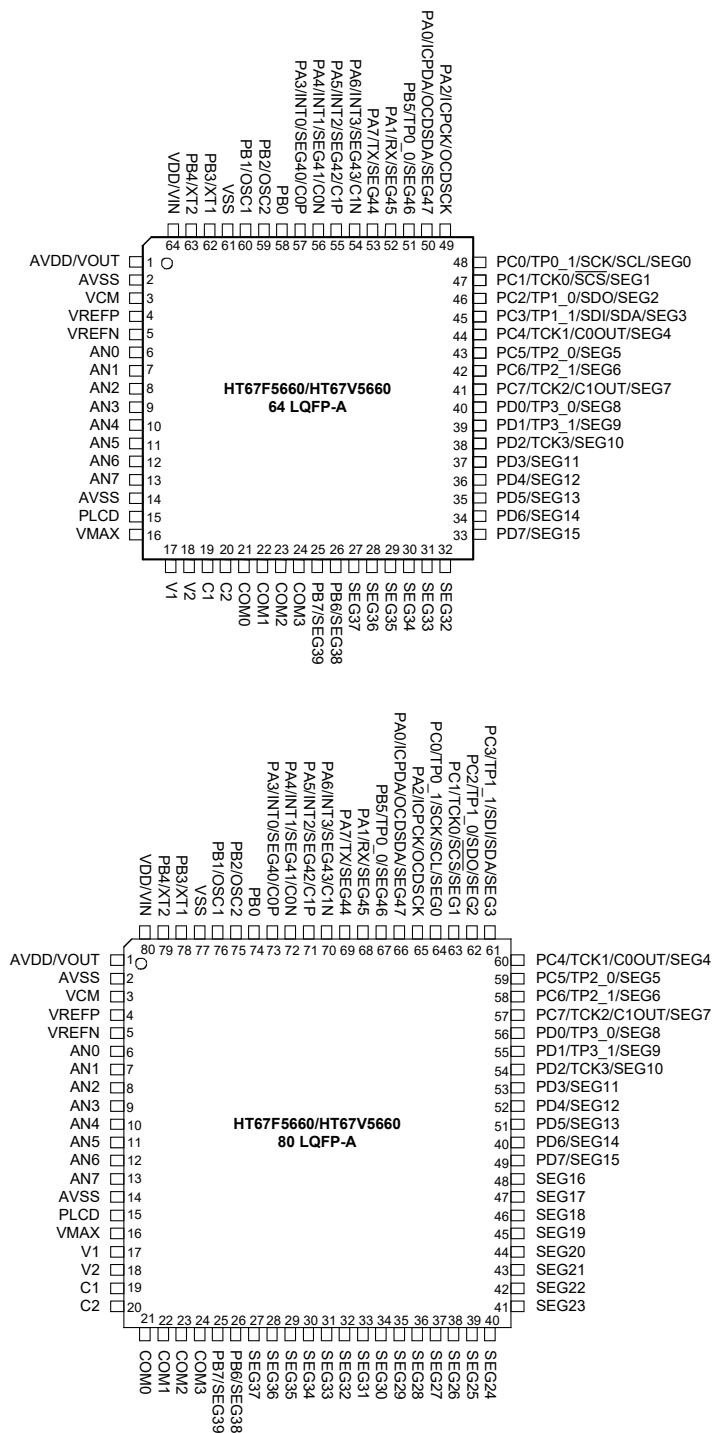 PA3/INT0/SEG40/C0P
PA4/INT1/SEG41/C0N
PA5/INT2/SEG42/C1P
PA6/INT3/SEG43/C1N
PA7/TX/SEG44
PA1/RX/SEG45
PB5/TP0_0/SEG46
PA0/ICPDA/OCDSDA/SEG47
PA2/ICPCK/OCDSCK
VDD/VIN
PB4/XT2
PB3/XT1
VSS
PB1/OSC1
PB2/OSC2
PB0
64 63 62 61 60 59 58 57 56 55 54 53 52 51 50 49
AVDD/VOUT 1 48 PC0/TP0_1/SCK/SCL/SEG0
AVSS 2 47 PC1/TCK0/SCS/SEG1
VCM 3 46 PC2/TP1_0/SDO/SEG2
VREFP 4 45 PC3/TP1_1/SDI/SDA/SEG3
VREFN 5 44 PC4/TCK1/C0OUT/SEG4
AN0 6 43 PC5/TP2_0/SEG5
AN1 7 42 PC6/TP2_1/SEG6
AN2 8 41 PC7/TCK2/C1OUT/SEG7
HT67F5660/HT67V5660
64 LQFP-A
AN3 9 40 PD0/TP3_0/SEG8
AN4 10 39 PD1/TP3_1/SEG9
AN5 11 38 PD2/TCK3/SEG10
AN6 12 37 PD3/SEG11
AN7 13 36 PD4/SEG12
AVSS 14 35 PD5/SEG13
PLCD 15 34 PD6/SEG14
VMAX 16 33 PD7/SEG15
17 18 19 20 21 22 23 24 25 26 27 28 29 30 31 32
V1
V2
C1
C2
COM0
COM1
COM2
COM3
PB7/SEG39
PB6/SEG38
SEG37
SEG36
SEG35
SEG34
SEG33
SEG32
VDD/VIN
PB4/XT2
PB3/XT1
VSS
PB1/OSC1
PB2/OSC2
PB0
PA3/INT0/SEG40/C0P
PA4/INT1/SEG41/C0N
PA5/INT2/SEG42/C1P
PA6/INT3/SEG43/C1N
PA7/TX/SEG44
PA1/RX/SEG45
PB5/TP0_0/SEG46
PA0/ICPDA/OCDSDA/SEG47
PA2/ICPCK/OCDSCK
PC0/TP0_1/SCK/SCL/SEG0
PC1/TCK0/SCS/SEG1
PC2/TP1_0/SDO/SEG2
PC3/TP1_1/SDI/SDA/SEG3
80 79 78 77 76 75 74 73 72 71 70 69 68 67 66 65 64 63 62 61
AVDD/VOUT 1 60 PC4/TCK1/C0OUT/SEG4
AVSS 2 59 PC5/TP2_0/SEG5
VCM 3 58 PC6/TP2_1/SEG6
VREFP 4 57 PC7/TCK2/C1OUT/SEG7
VREFN 5 56 PD0/TP3_0/SEG8
AN0 6 55 PD1/TP3_1/SEG9
AN1 7 54 PD2/TCK3/SEG10
AN2 8 53 PD3/SEG11
AN3 9 52 PD4/SEG12
AN4 10 51 PD5/SEG13
HT67F5660/HT67V5660
80 LQFP-A
AN5 11 40 PD6/SEG14
AN6 12 49 PD7/SEG15
AN7 13 48 SEG16
AVSS 14 47 SEG17
PLCD 15 46 SEG18
VMAX 16 45 SEG19
V1 17 44 SEG20
V2 18 43 SEG21
C1 19 42 SEG22
C2 20 41 SEG23
21 22 23 24 25 26 27 28 29 30 31 32 33 34 35 36 37 38 39 40
COM0
COM1
COM2
COM3
PB7/SEG39
PB6/SEG38
SEG37
SEG36
SEG35
SEG34
SEG33
SEG32
SEG31
SEG30
SEG29
SEG28
SEG27
SEG26
SEG25
SEG24